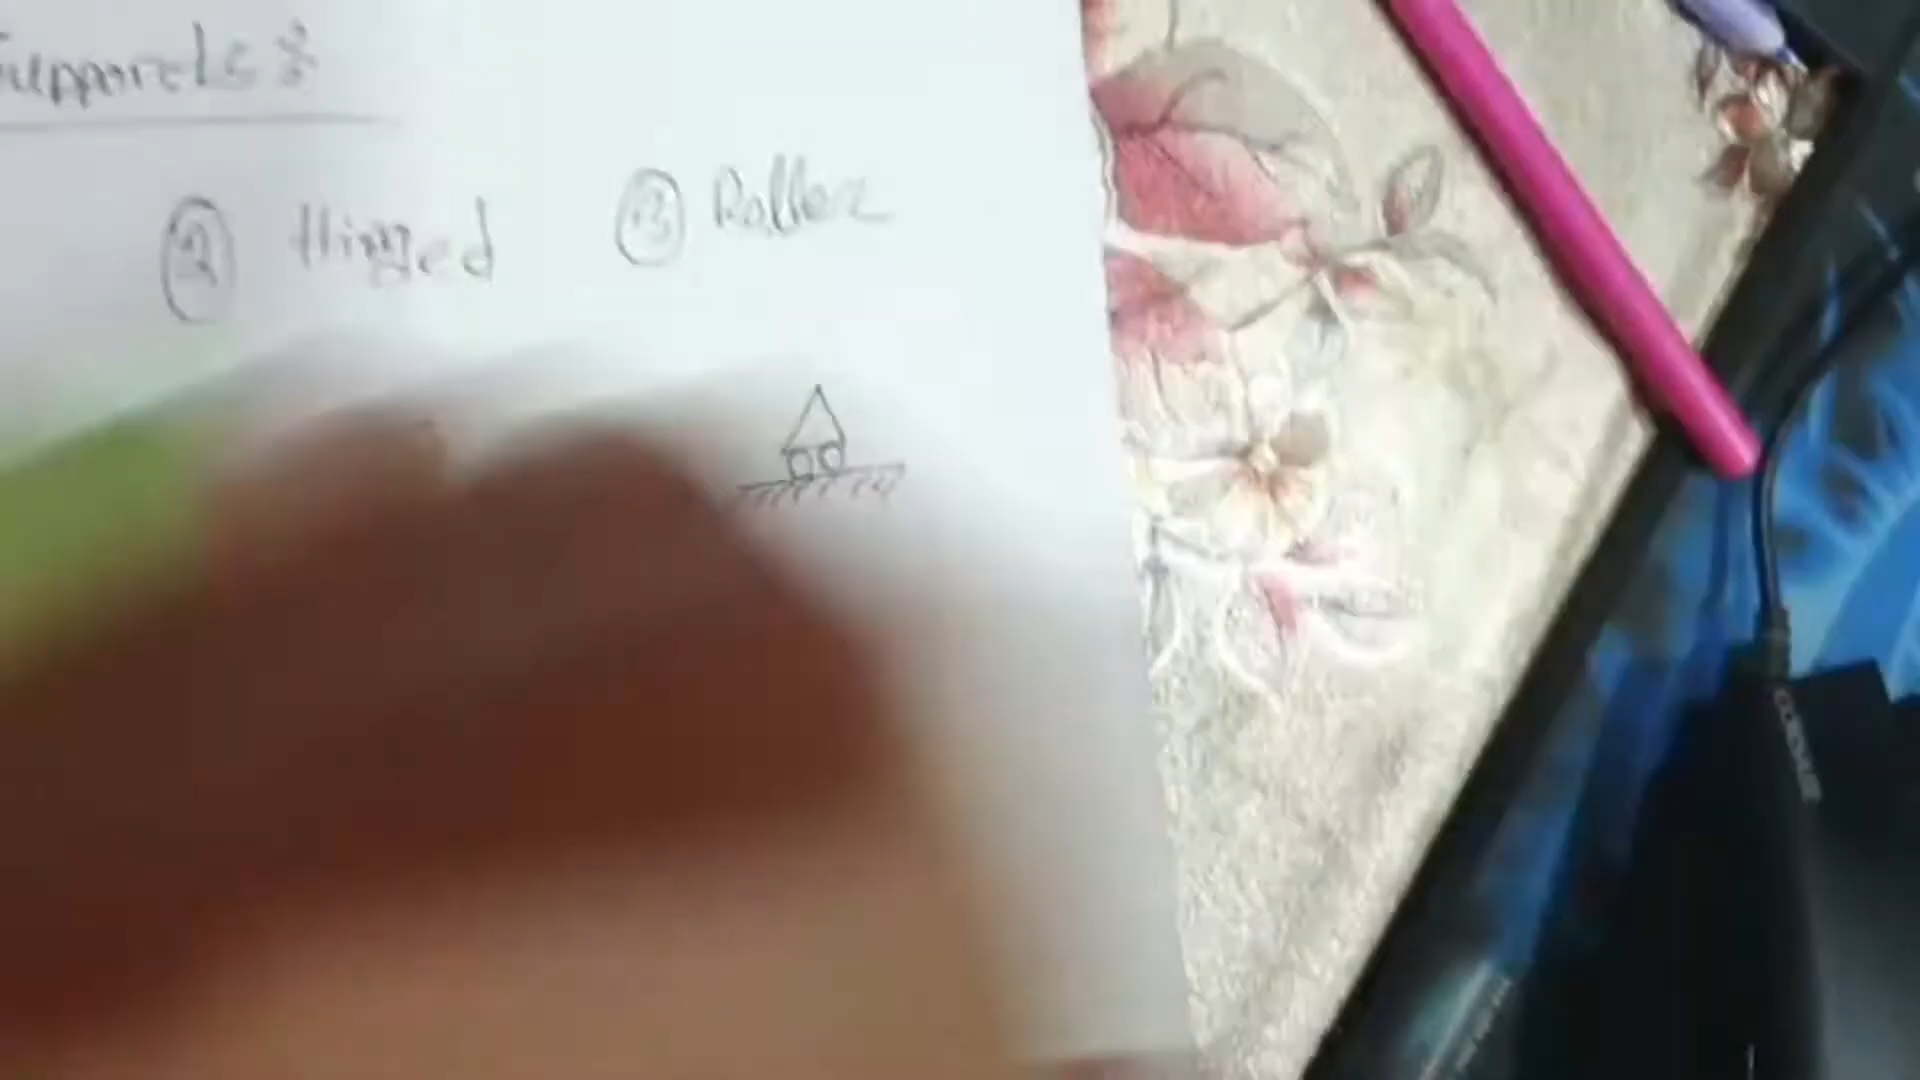 Supports :
② Hinged ③ Roller